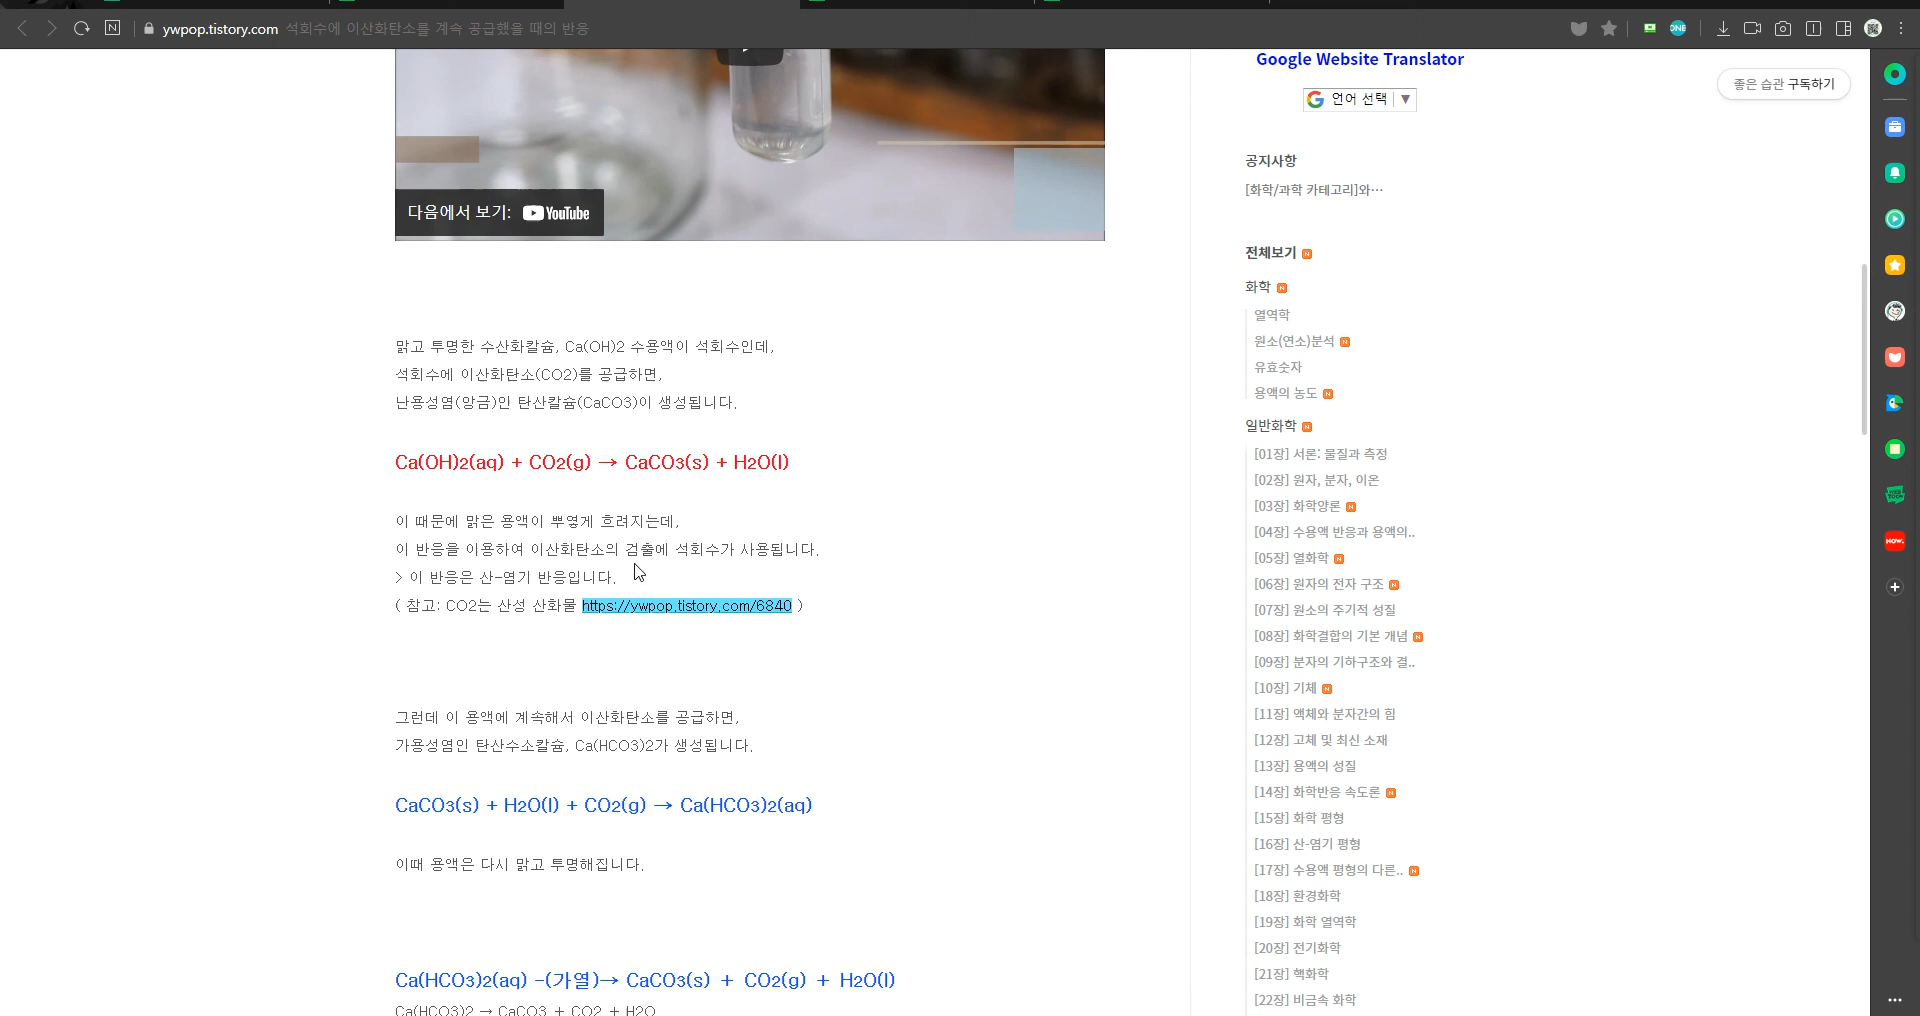 ywpop.tistory.com 석회수에 이산화탄소를 계속 공급했을 때의 반응
다음에서 보기: YouTube
맑고 투명한 수산화칼슘, Ca(OH)2 수용액이 석회수인데,
석회수에 이산화탄소(CO2)를 공급하면,
난용성염(앙금)인 탄산칼슘(CaCO3)이 생성됩니다.
Ca(OH)2(aq) + CO2(g) → CaCO3(s) + H2O(l)
이 때문에 맑은 용액이 뿌옇게 흐려지는데,
이 반응을 이용하여 이산화탄소의 검출에 석회수가 사용됩니다.
> 이 반응은 산-염기 반응입니다.
( 참고: CO2는 산성 산화물 https://ywpop.tistory.com/6840 )
그런데 이 용액에 계속해서 이산화탄소를 공급하면,
가용성염인 탄산수소칼슘, Ca(HCO3)2가 생성됩니다.
CaCO3(s) + H2O(l) + CO2(g) → Ca(HCO3)2(aq)
이때 용액은 다시 맑고 투명해집니다.
Ca(HCO3)2(aq) -(가열)→ CaCO3(s) + CO2(g) + H2O(l)
Ca(HCO3)2 → CaCO3 + CO2 + H2O
Google Website Translator
언어 선택 ▼
좋은 습관 구독하기
공지사항
[화학/과학 카테고리]와…
전체보기 N
화학 N
열역학
원소(연소)분석 N
유효숫자
용액의 농도 N
일반화학 N
[01장] 서론: 물질과 측정
[02장] 원자, 분자, 이온
[03장] 화학양론 N
[04장] 수용액 반응과 용액의..
[05장] 열화학 N
[06장] 원자의 전자 구조 N
[07장] 원소의 주기적 성질
[08장] 화학결합의 기본 개념 N
[09장] 분자의 기하구조와 결..
[10장] 기체 N
[11장] 액체와 분자간의 힘
[12장] 고체 및 최신 소재
[13장] 용액의 성질
[14장] 화학반응 속도론 N
[15장] 화학 평형
[16장] 산-염기 평형
[17장] 수용액 평형의 다른.. N
[18장] 환경화학
[19장] 화학 열역학
[20장] 전기화학
[21장] 핵화학
[22장] 비금속 화학
ONE
WEB TOON
NOW.